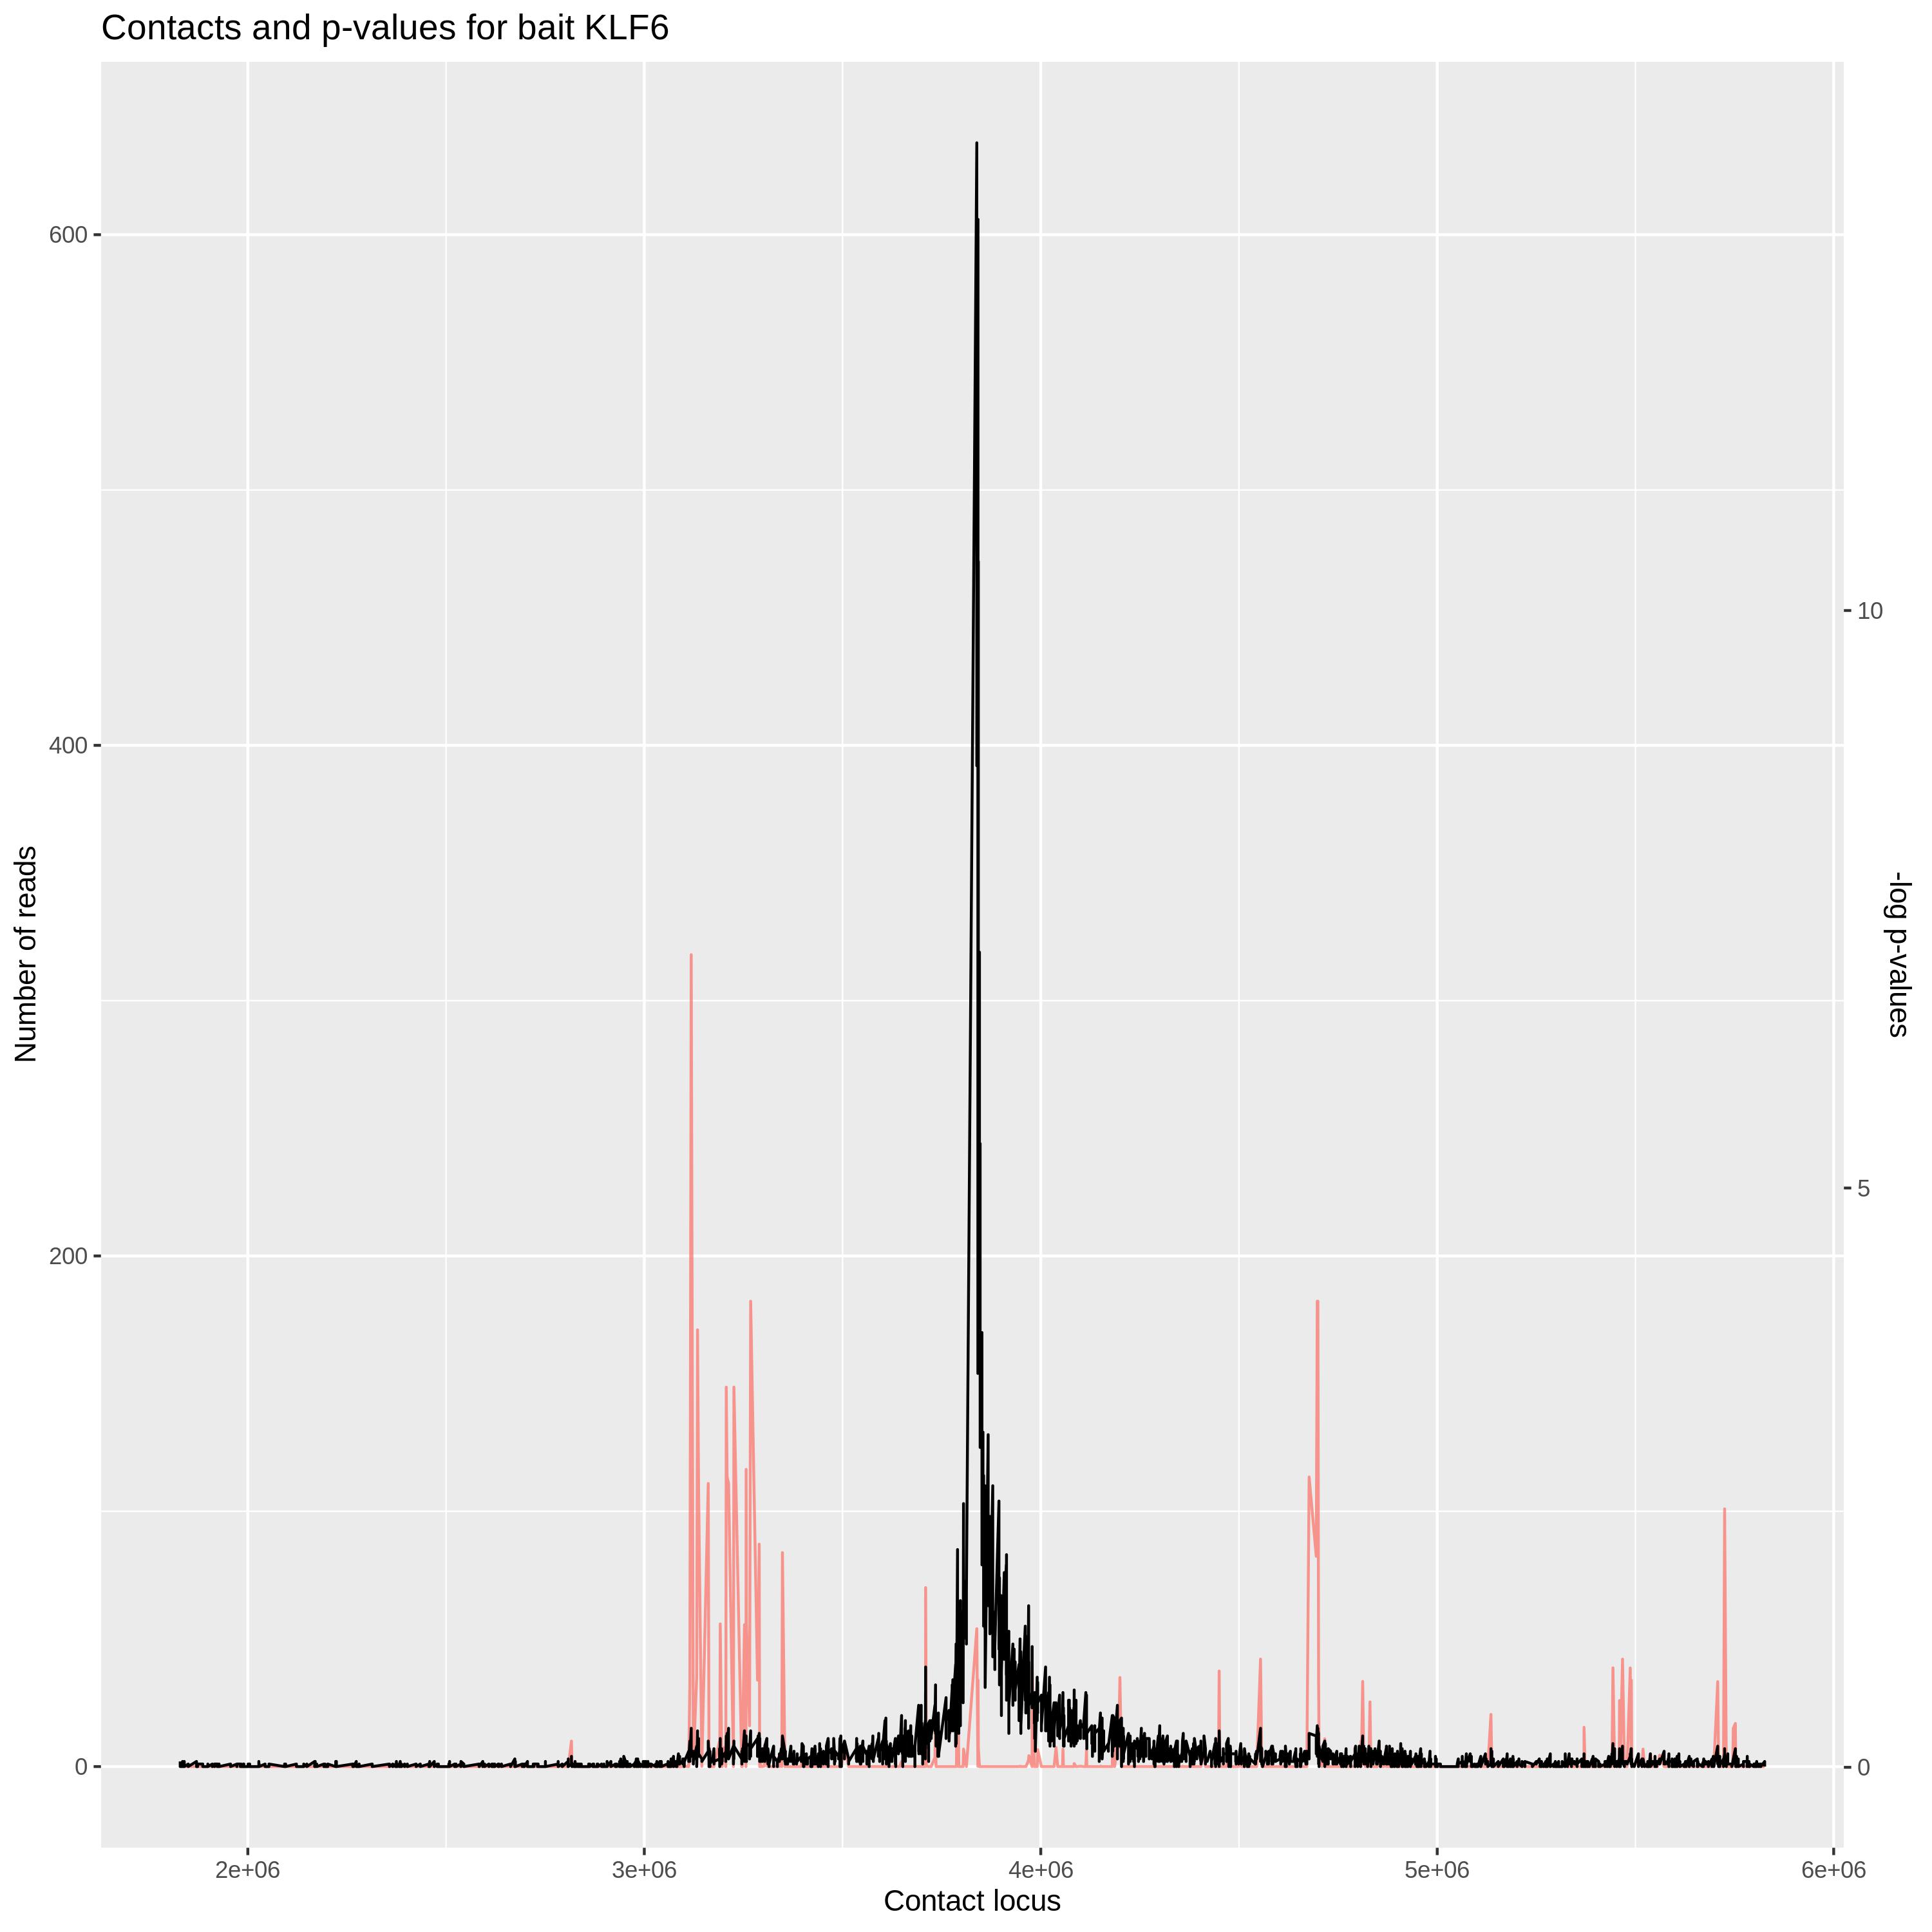 Contacts and p-values for bait KLF6
600
400
200
0
Number of reads
10
5
0
-log p-values
2e+06
3e+06
4e+06
5e+06
6e+06
Contact locus